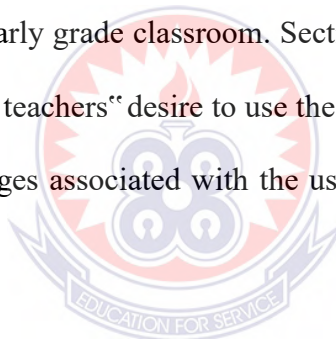 arly grade classroom. Sect
teachers‟ desire to use the
ges associated with the us
EDUCATION FOR SERVICE